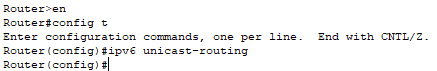 Router>en
Router#config t
Enter configuration commands, one per line.  End with CNTL/Z.
Router(config)#ipv6 unicast-routing
Router(config)#